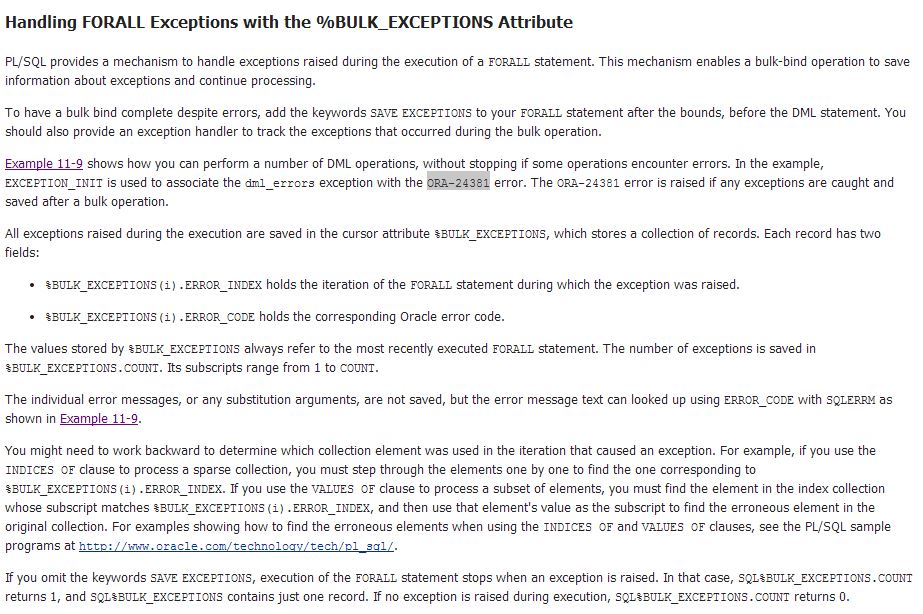 Handling FORALL Exceptions with the %BULK_EXCEPTIONS Attribute
PL/SQL provides a mechanism to handle exceptions raised during the execution of a FORALL statement. This mechanism enables a bulk-bind operation to save
information about exceptions and continue processing.
To have a bulk bind complete despite errors, add the keywords SAVE EXCEPTIONS to your FORALL statement after the bounds, before the DML statement. You
should also provide an exception handler to track the exceptions that occurred during the bulk operation.
Example 11-9 shows how you can perform a number of DML operations, without stopping if some operations encounter errors. In the example,
EXCEPTION_INIT is used to associate the dml_errors exception with the ORA-24381 error. The ORA-24381 error is raised if any exceptions are caught and
saved after a bulk operation.
All exceptions raised during the execution are saved in the cursor attribute %BULK_EXCEPTIONS, which stores a collection of records. Each record has two
fields:
• %BULK_EXCEPTIONS(i).ERROR_INDEX holds the iteration of the FORALL statement during which the exception was raised.
• %BULK_EXCEPTIONS(i).ERROR_CODE holds the corresponding Oracle error code.
The values stored by %BULK_EXCEPTIONS always refer to the most recently executed FORALL statement. The number of exceptions is saved in
%BULK_EXCEPTIONS.COUNT. Its subscripts range from 1 to COUNT.
The individual error messages, or any substitution arguments, are not saved, but the error message text can looked up using ERROR_CODE with SQLERRM as
shown in Example 11-9.
You might need to work backward to determine which collection element was used in the iteration that caused an exception. For example, if you use the
INDICES OF clause to process a sparse collection, you must step through the elements one by one to find the one corresponding to
%BULK_EXCEPTIONS(i).ERROR_INDEX. If you use the VALUES OF clause to process a subset of elements, you must find the element in the index collection
whose subscript matches %BULK_EXCEPTIONS(i).ERROR_INDEX, and then use that element's value as the subscript to find the erroneous element in the
original collection. For examples showing how to find the erroneous elements when using the INDICES OF and VALUES OF clauses, see the PL/SQL sample
programs at http://www.oracle.com/technology/tech/pl_sql/.
If you omit the keywords SAVE EXCEPTIONS, execution of the FORALL statement stops when an exception is raised. In that case, SQL%BULK_EXCEPTIONS.COUNT
returns 1, and SQL%BULK_EXCEPTIONS contains just one record. If no exception is raised during execution, SQL%BULK_EXCEPTIONS.COUNT returns 0.